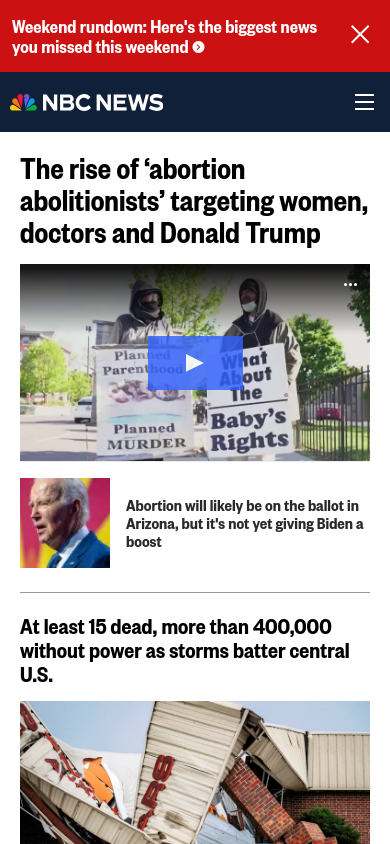 Weekend rundown: Here's the biggest news
you missed this weekend
NBC NEWS
The rise of ‘abortion
abolitionists’ targeting women,
doctors and Donald Trump
Planned
Parenthood
Planned
MURDER
What
About
The
Baby's
Rights
Abortion will likely be on the ballot in
Arizona, but it's not yet giving Biden a
boost
At least 15 dead, more than 400,000
without power as storms batter central
U.S.